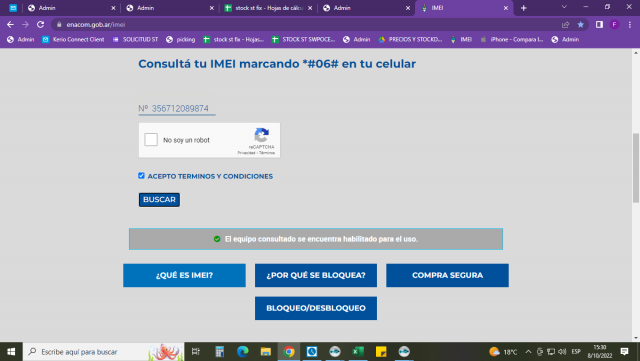 Admin
Admin
stock st fix - Hojas de cálcu
Admin
IMEI
enacom.gob.ar/imei
Admin
Kerio Connect Client
SOLICITUD ST
picking
stock st fix - Hojas...
STOCK ST SWPOCE...
Admin
PRECIOS Y STOCKD...
IMEI
iPhone - Compara l...
Admin
Consultá tu IMEI marcando *#06# en tu celular
Nº 356712089874
No soy un robot
reCAPTCHA
Privacidad - Términos
ACEPTO TERMINOS Y CONDICIONES
BUSCAR
El equipo consultado se encuentra habilitado para el uso.
¿QUÉ ES IMEI?
¿POR QUÉ SE BLOQUEA?
COMPRA SEGURA
BLOQUEO/DESBLOQUEO
Escribe aquí para buscar
18°C
ESP
15:30
8/10/2022